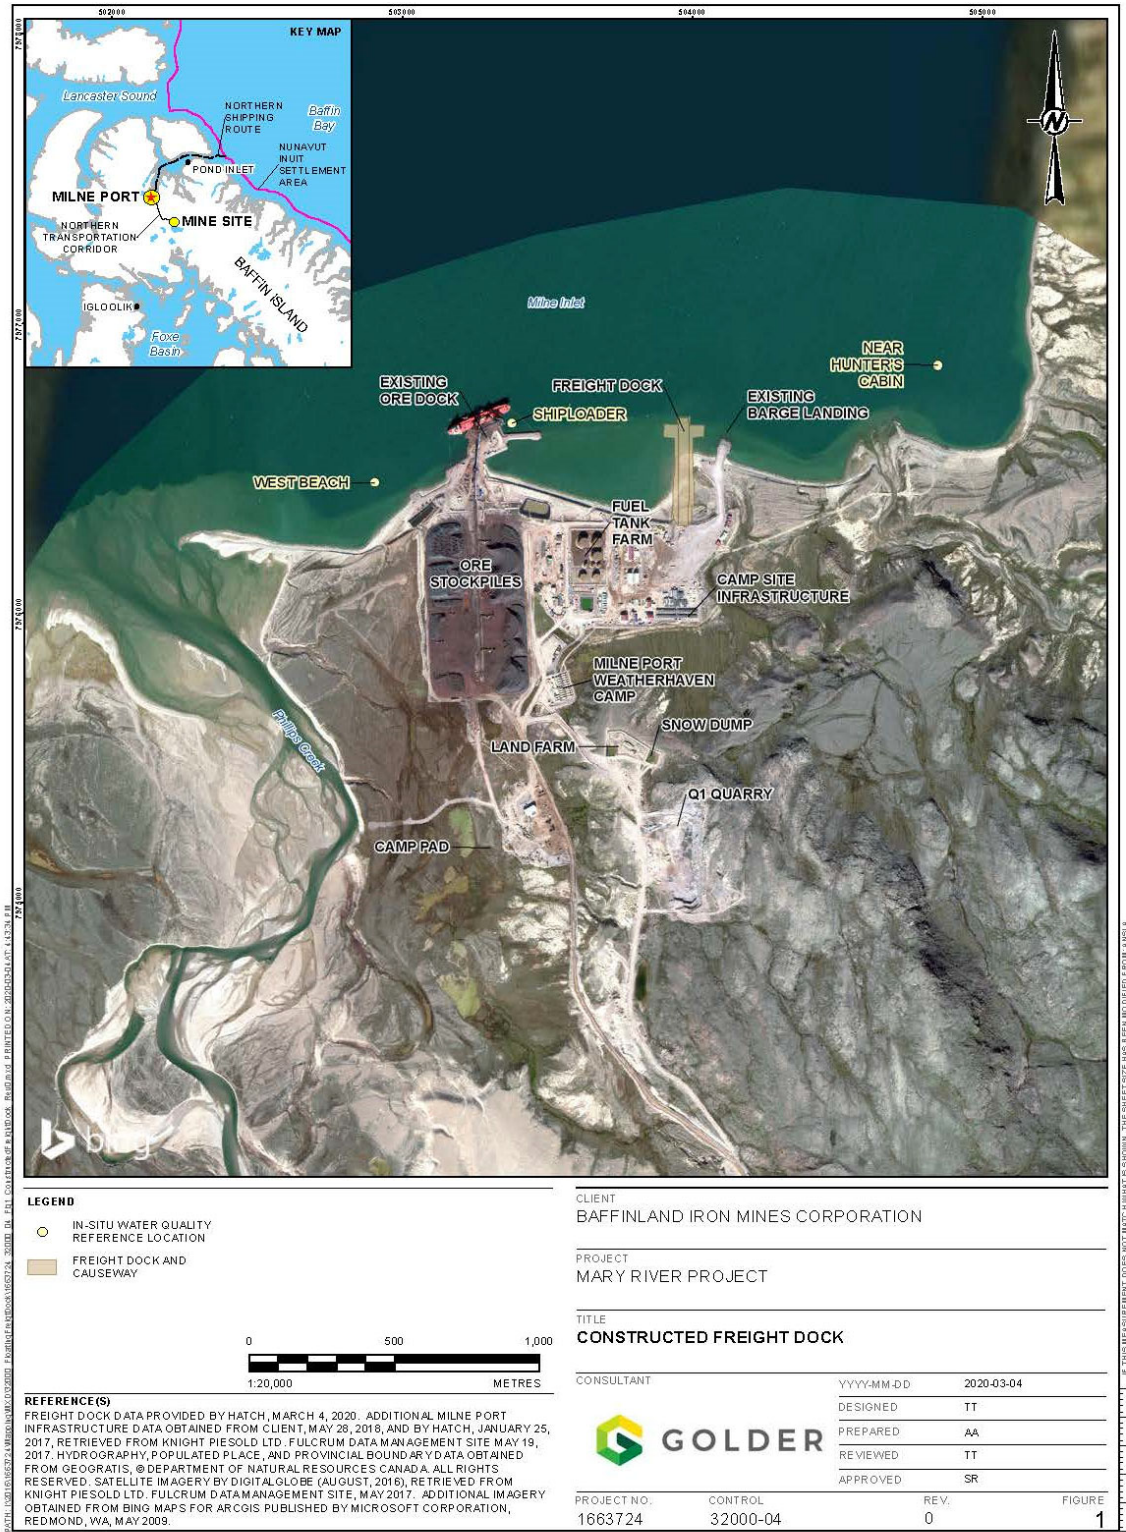 502000
503000
504000
505000
7978000
7977000
7976000
7975000
KEY MAP
Lancaster Sound
Baffin
Bay
NORTHERN
SHIPPING
ROUTE
NUNAVUT
INUIT
SETTLEMENT
AREA
POND INLET
MILNE PORT
MINE SITE
NORTHERN
TRANSPORTATION
CORRIDOR
BAFFIN ISLAND
IGLOOLIK
Foxe
Basin
N
Milne Inlet
NEAR
HUNTER'S
CABIN
EXISTING
ORE DOCK
FREIGHT DOCK
SHIPLOADER
EXISTING
BARGE LANDING
WEST BEACH
FUEL
TANK
FARM
ORE
STOCKPILES
CAMP SITE
INFRASTRUCTURE
MILNE PORT
WEATHERHAVEN
CAMP
Phillips Creek
SNOW DUMP
LAND FARM
Q1 QUARRY
CAMP PAD
bing
LEGEND
IN-SITU WATER QUALITY
REFERENCE LOCATION
FREIGHT DOCK AND
CAUSEWAY
0 500 1,000
1:20,000 METRES
REFERENCE(S)
FREIGHT DOCK DATA PROVIDED BY HATCH, MARCH 4, 2020. ADDITIONAL MILNE PORT
INFRASTRUCTURE DATA OBTAINED FROM CLIENT, MAY 28, 2018, AND BY HATCH, JANUARY 25,
2017, RETRIEVED FROM KNIGHT PIESOLD LTD. FULCRUM DATA MANAGEMENT SITE MAY 19,
2017. HYDROGRAPHY, POPULATED PLACE, AND PROVINCIAL BOUNDARY DATA OBTAINED
FROM GEOGRATIS, © DEPARTMENT OF NATURAL RESOURCES CANADA. ALL RIGHTS
RESERVED. SATELLITE IMAGERY BY DIGITALGLOBE (AUGUST, 2016), RETIEVED FROM
KNIGHT PIESOLD LTD. FULCRUM DATA MANAGEMENT SITE, MAY 2017. ADDITIONAL IMAGERY
OBTAINED FROM BING MAPS FOR ARCGIS PUBLISHED BY MICROSOFT CORPORATION,
REDMOND, WA, MAY 2009.
CLIENT
BAFFINLAND IRON MINES CORPORATION
PROJECT
MARY RIVER PROJECT
TITLE
CONSTRUCTED FREIGHT DOCK
CONSULTANT
GOLDER
YYYY-MM-DD 2020-03-04
DESIGNED TT
PREPARED AA
REVIEWED TT
APPROVED SR
PROJECT NO. CONTROL REV. FIGURE
1663724 32000-04 0 1